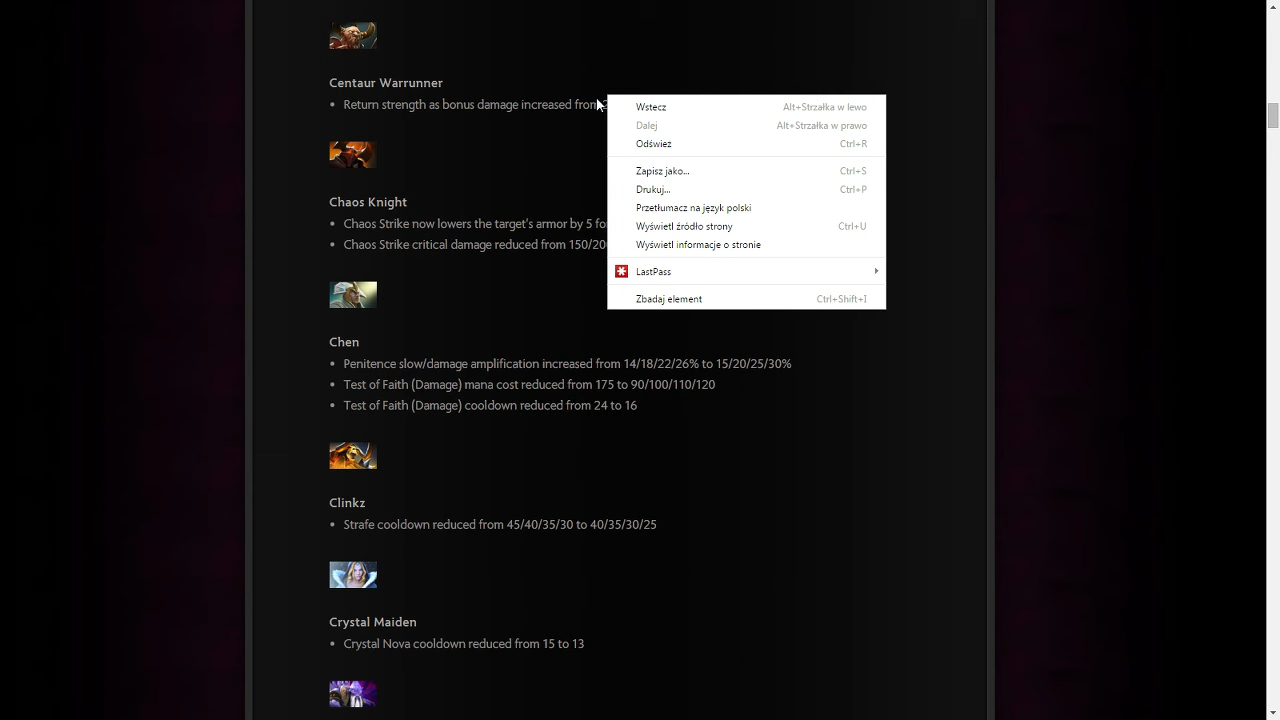 Centaur Warrunner
• Return strength as bonus damage increased from
Wstecz Alt+Strzałka w lewo
Dalej Alt+Strzałka w prawo
Odśwież Ctrl+R
Zapisz jako... Ctrl+S
Drukuj... Ctrl+P
Przetłumacz na język polski
Wyświetl źródło strony Ctrl+U
Wyświetl informacje o stronie
LastPass
Zbadaj element Ctrl+Shift+I
Chaos Knight
• Chaos Strike now lowers the target's armor by 5
• Chaos Strike critical damage reduced from 150/
Chen
• Penitence slow/damage amplification increased from 14/18/22/26% to 15/20/25/30%
• Test of Faith (Damage) mana cost reduced from 175 to 90/100/110/120
• Test of Faith (Damage) cooldown reduced from 24 to 16
Clinkz
• Strafe cooldown reduced from 45/40/35/30 to 40/35/30/25
Crystal Maiden
• Crystal Nova cooldown reduced from 15 to 13